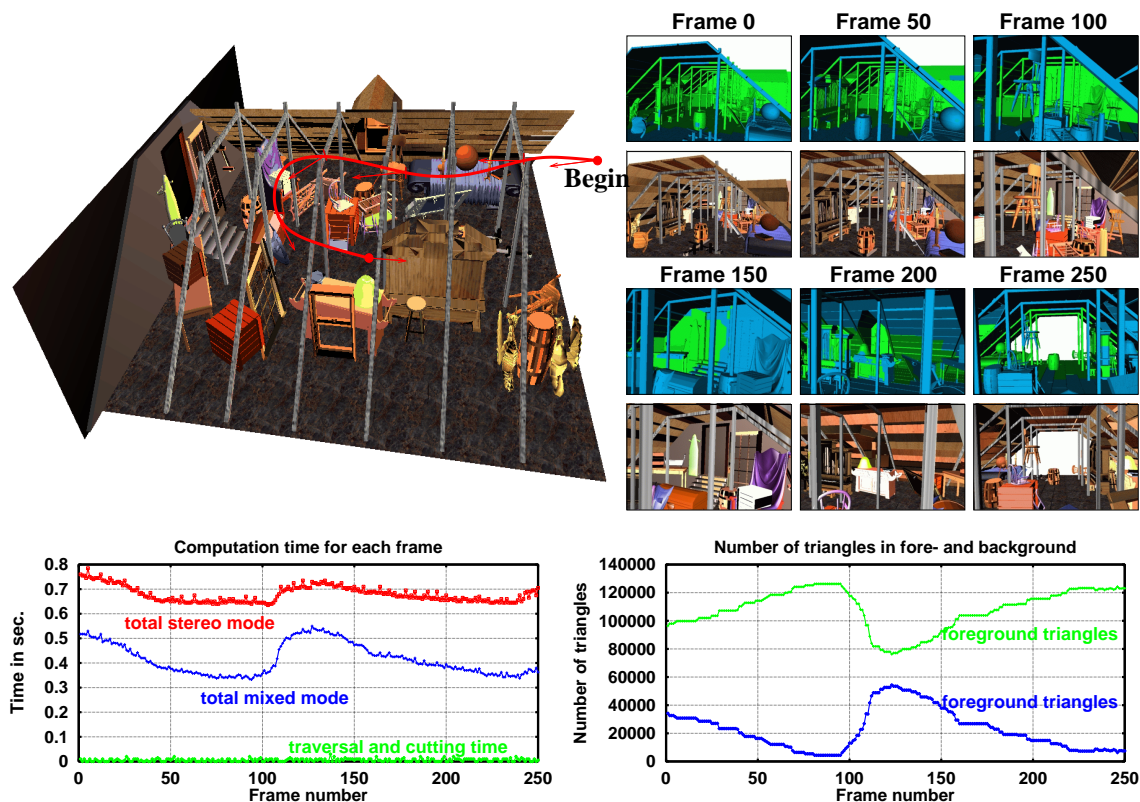 Frame 0
Frame 50
Frame 100
Begin
Frame 150
Frame 200
Frame 250
Computation time for each frame
0.8
0.7
0.6
0.5
0.4
0.3
0.2
0.1
0
Time in sec.
total stereo mode
total mixed mode
traversal and cutting time
0
50
100
150
200
250
Frame number
Number of triangles in fore- and background
140000
120000
100000
80000
60000
40000
20000
0
Number of triangles
foreground triangles
foreground triangles
0
50
100
150
200
250
Frame number